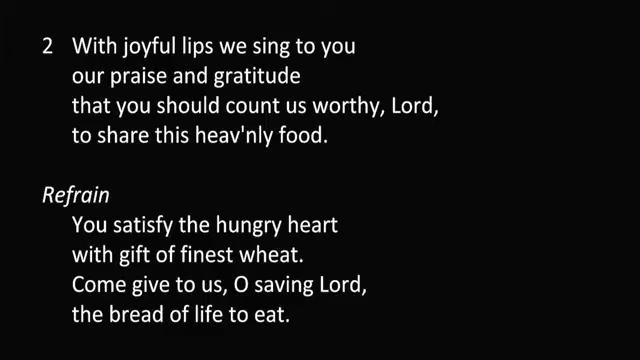 2 With joyful lips we sing to you
our praise and gratitude
that you should count us worthy, Lord,
to share this heav'nly food.
Refrain
You satisfy the hungry heart
with gift of finest wheat.
Come give to us, O saving Lord,
the bread of life to eat.